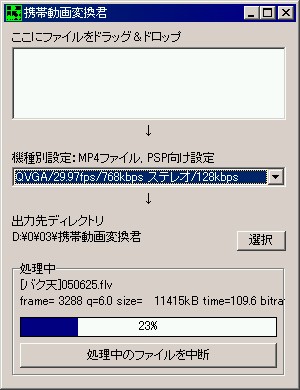 携帯動画変換君
ここにファイルをドラッグ＆ドロップ
↓
機種別設定：MP4ファイル, PSP向け設定
QVGA/29.97fps/768kbps ステレオ/128kbps
↓
出力先ディレクトリ
D:¥0¥03¥携帯動画変換君
選択
処理中
[バク天]050625.flv
frame= 3288 q=6.0 size= 11415kB time=109.6 bitra
23%
処理中のファイルを中断